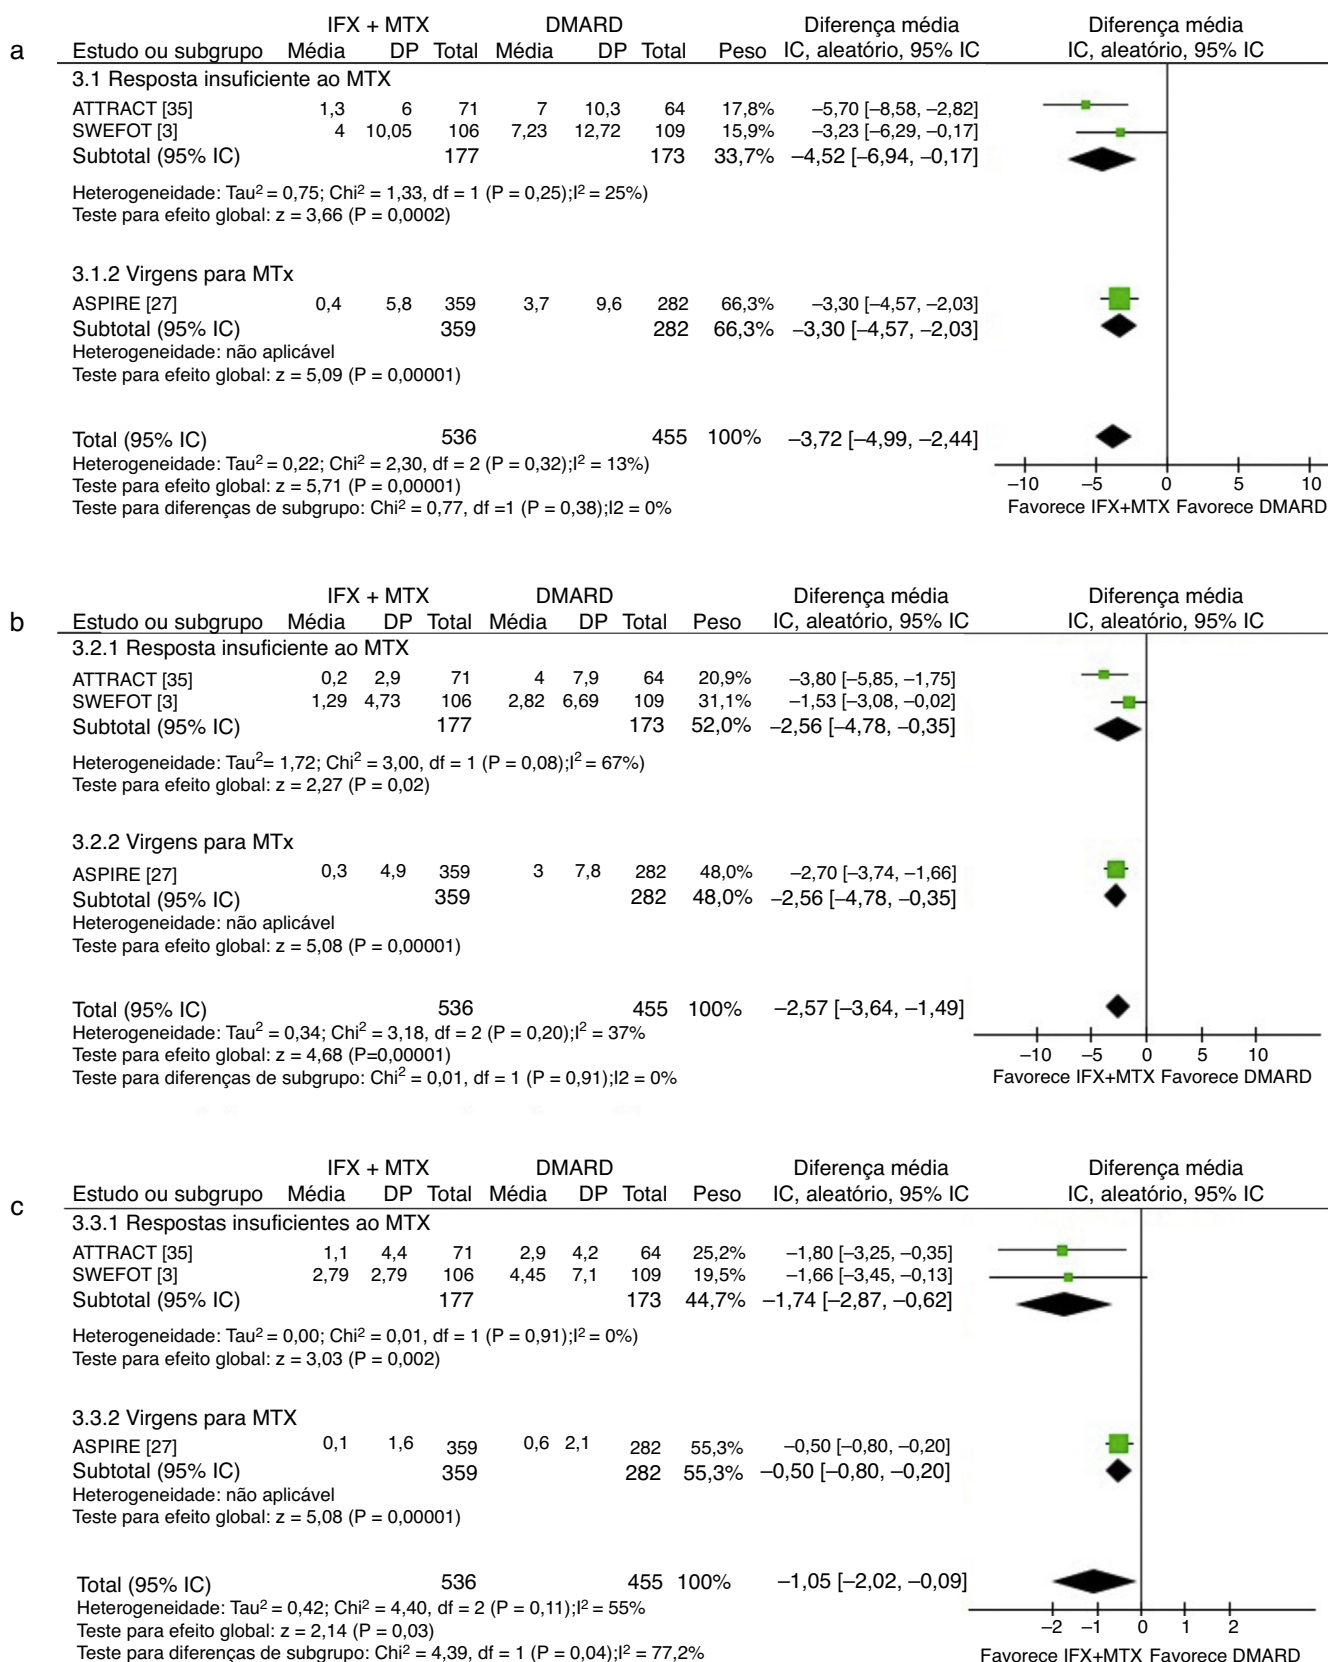 a
IFX + MTX DMARD Diferença média Diferença média
Estudo ou subgrupo Média DP Total Média DP Total Peso IC, aleatório, 95% IC IC, aleatório, 95% IC
3.1 Resposta insuficiente ao MTX
ATTRACT [35] 1,3 6 71 7 10,3 64 17,8% −5,70 [−8,58, −2,82]
SWEFOT [3] 4 10,05 106 7,23 12,72 109 15,9% −3,23 [−6,29, −0,17]
Subtotal (95% IC) 177 173 33,7% −4,52 [−6,94, −0,17]
Heterogeneidade: Tau² = 0,75; Chi² = 1,33, df = 1 (P = 0,25);I² = 25%)
Teste para efeito global: z = 3,66 (P = 0,0002)
3.1.2 Virgens para MTx
ASPIRE [27] 0,4 5,8 359 3,7 9,6 282 66,3% −3,30 [−4,57, −2,03]
Subtotal (95% IC) 359 282 66,3% −3,30 [−4,57, −2,03]
Heterogeneidade: não aplicável
Teste para efeito global: z = 5,09 (P = 0,00001)
Total (95% IC) 536 455 100% −3,72 [−4,99, −2,44]
Heterogeneidade: Tau² = 0,22; Chi² = 2,30, df = 2 (P = 0,32);I² = 13%)
Teste para efeito global: z = 5,71 (P = 0,00001)
Teste para diferenças de subgrupo: Chi² = 0,77, df =1 (P = 0,38);I2 = 0%
−10 −5 0 5 10
Favorece IFX+MTX Favorece DMARD
b
IFX + MTX DMARD Diferença média Diferença média
Estudo ou subgrupo Média DP Total Média DP Total Peso IC, aleatório, 95% IC IC, aleatório, 95% IC
3.2.1 Resposta insuficiente ao MTX
ATTRACT [35] 0,2 2,9 71 4 7,9 64 20,9% −3,80 [−5,85, −1,75]
SWEFOT [3] 1,29 4,73 106 2,82 6,69 109 31,1% −1,53 [−3,08, −0,02]
Subtotal (95% IC) 177 173 52,0% −2,56 [−4,78, −0,35]
Heterogeneidade: Tau²= 1,72; Chi² = 3,00, df = 1 (P = 0,08);I² = 67%)
Teste para efeito global: z = 2,27 (P = 0,02)
3.2.2 Virgens para MTx
ASPIRE [27] 0,3 4,9 359 3 7,8 282 48,0% −2,70 [−3,74, −1,66]
Subtotal (95% IC) 359 282 48,0% −2,56 [−4,78, −0,35]
Heterogeneidade: não aplicável
Teste para efeito global: z = 5,08 (P = 0,00001)
Total (95% IC) 536 455 100% −2,57 [−3,64, −1,49]
Heterogeneidade: Tau² = 0,34; Chi² = 3,18, df = 2 (P = 0,20);I² = 37%
Teste para efeito global: z = 4,68 (P=0,00001)
Teste para diferenças de subgrupo: Chi² = 0,01, df = 1 (P = 0,91);I2 = 0%
−10 −5 0 5 10
Favorece IFX+MTX Favorece DMARD
c
IFX + MTX DMARD Diferença média Diferença média
Estudo ou subgrupo Média DP Total Média DP Total Peso IC, aleatório, 95% IC IC, aleatório, 95% IC
3.3.1 Respostas insuficientes ao MTX
ATTRACT [35] 1,1 4,4 71 2,9 4,2 64 25,2% −1,80 [−3,25, −0,35]
SWEFOT [3] 2,79 2,79 106 4,45 7,1 109 19,5% −1,66 [−3,45, −0,13]
Subtotal (95% IC) 177 173 44,7% −1,74 [−2,87, −0,62]
Heterogeneidade: Tau² = 0,00; Chi² = 0,01, df = 1 (P = 0,91);I² = 0%)
Teste para efeito global: z = 3,03 (P = 0,002)
3.3.2 Virgens para MTX
ASPIRE [27] 0,1 1,6 359 0,6 2,1 282 55,3% −0,50 [−0,80, −0,20]
Subtotal (95% IC) 359 282 55,3% −0,50 [−0,80, −0,20]
Heterogeneidade: não aplicável
Teste para efeito global: z = 5,08 (P = 0,00001)
Total (95% IC) 536 455 100% −1,05 [−2,02, −0,09]
Heterogeneidade: Tau² = 0,42; Chi² = 4,40, df = 2 (P = 0,11);I² = 55%
Teste para efeito global: z = 2,14 (P = 0,03)
Teste para diferenças de subgrupo: Chi² = 4,39, df = 1 (P = 0,04);I² = 77,2%
−2 −1 0 1 2
Favorece IFX+MTX Favorece DMARD